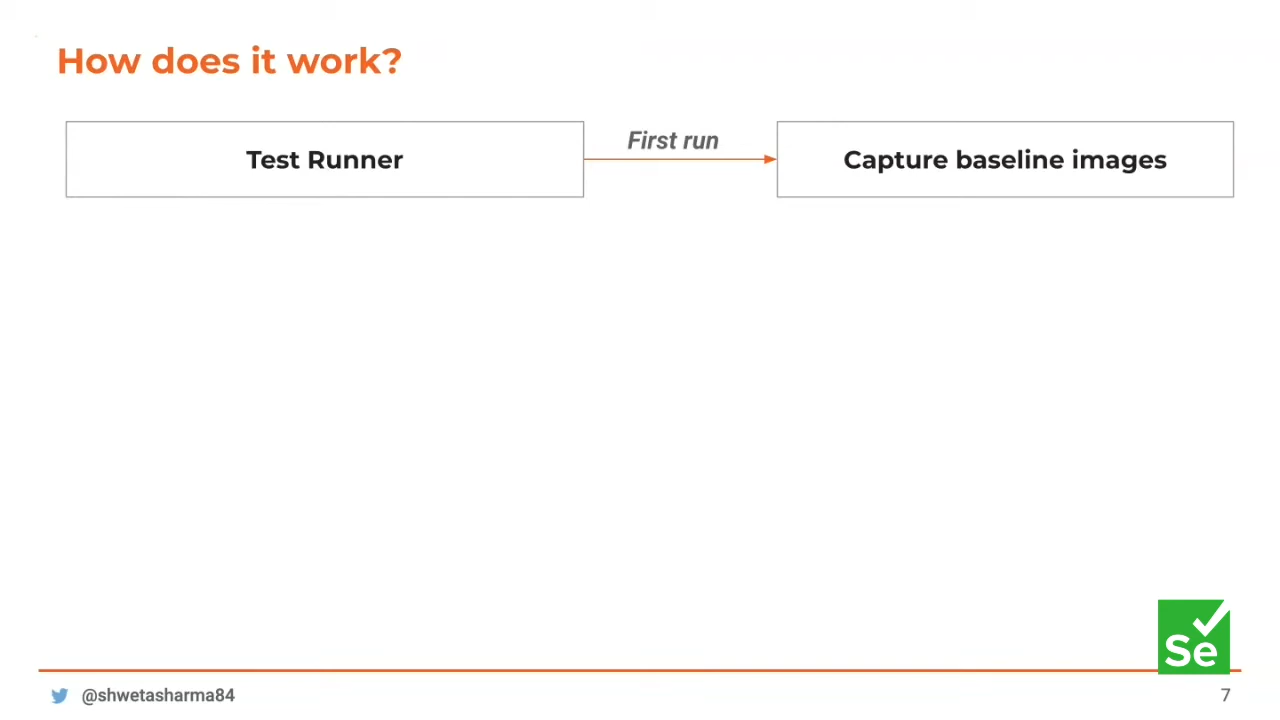 How does it work?
Test Runner
First run
Capture baseline images
Se
@shwetasharma84
7